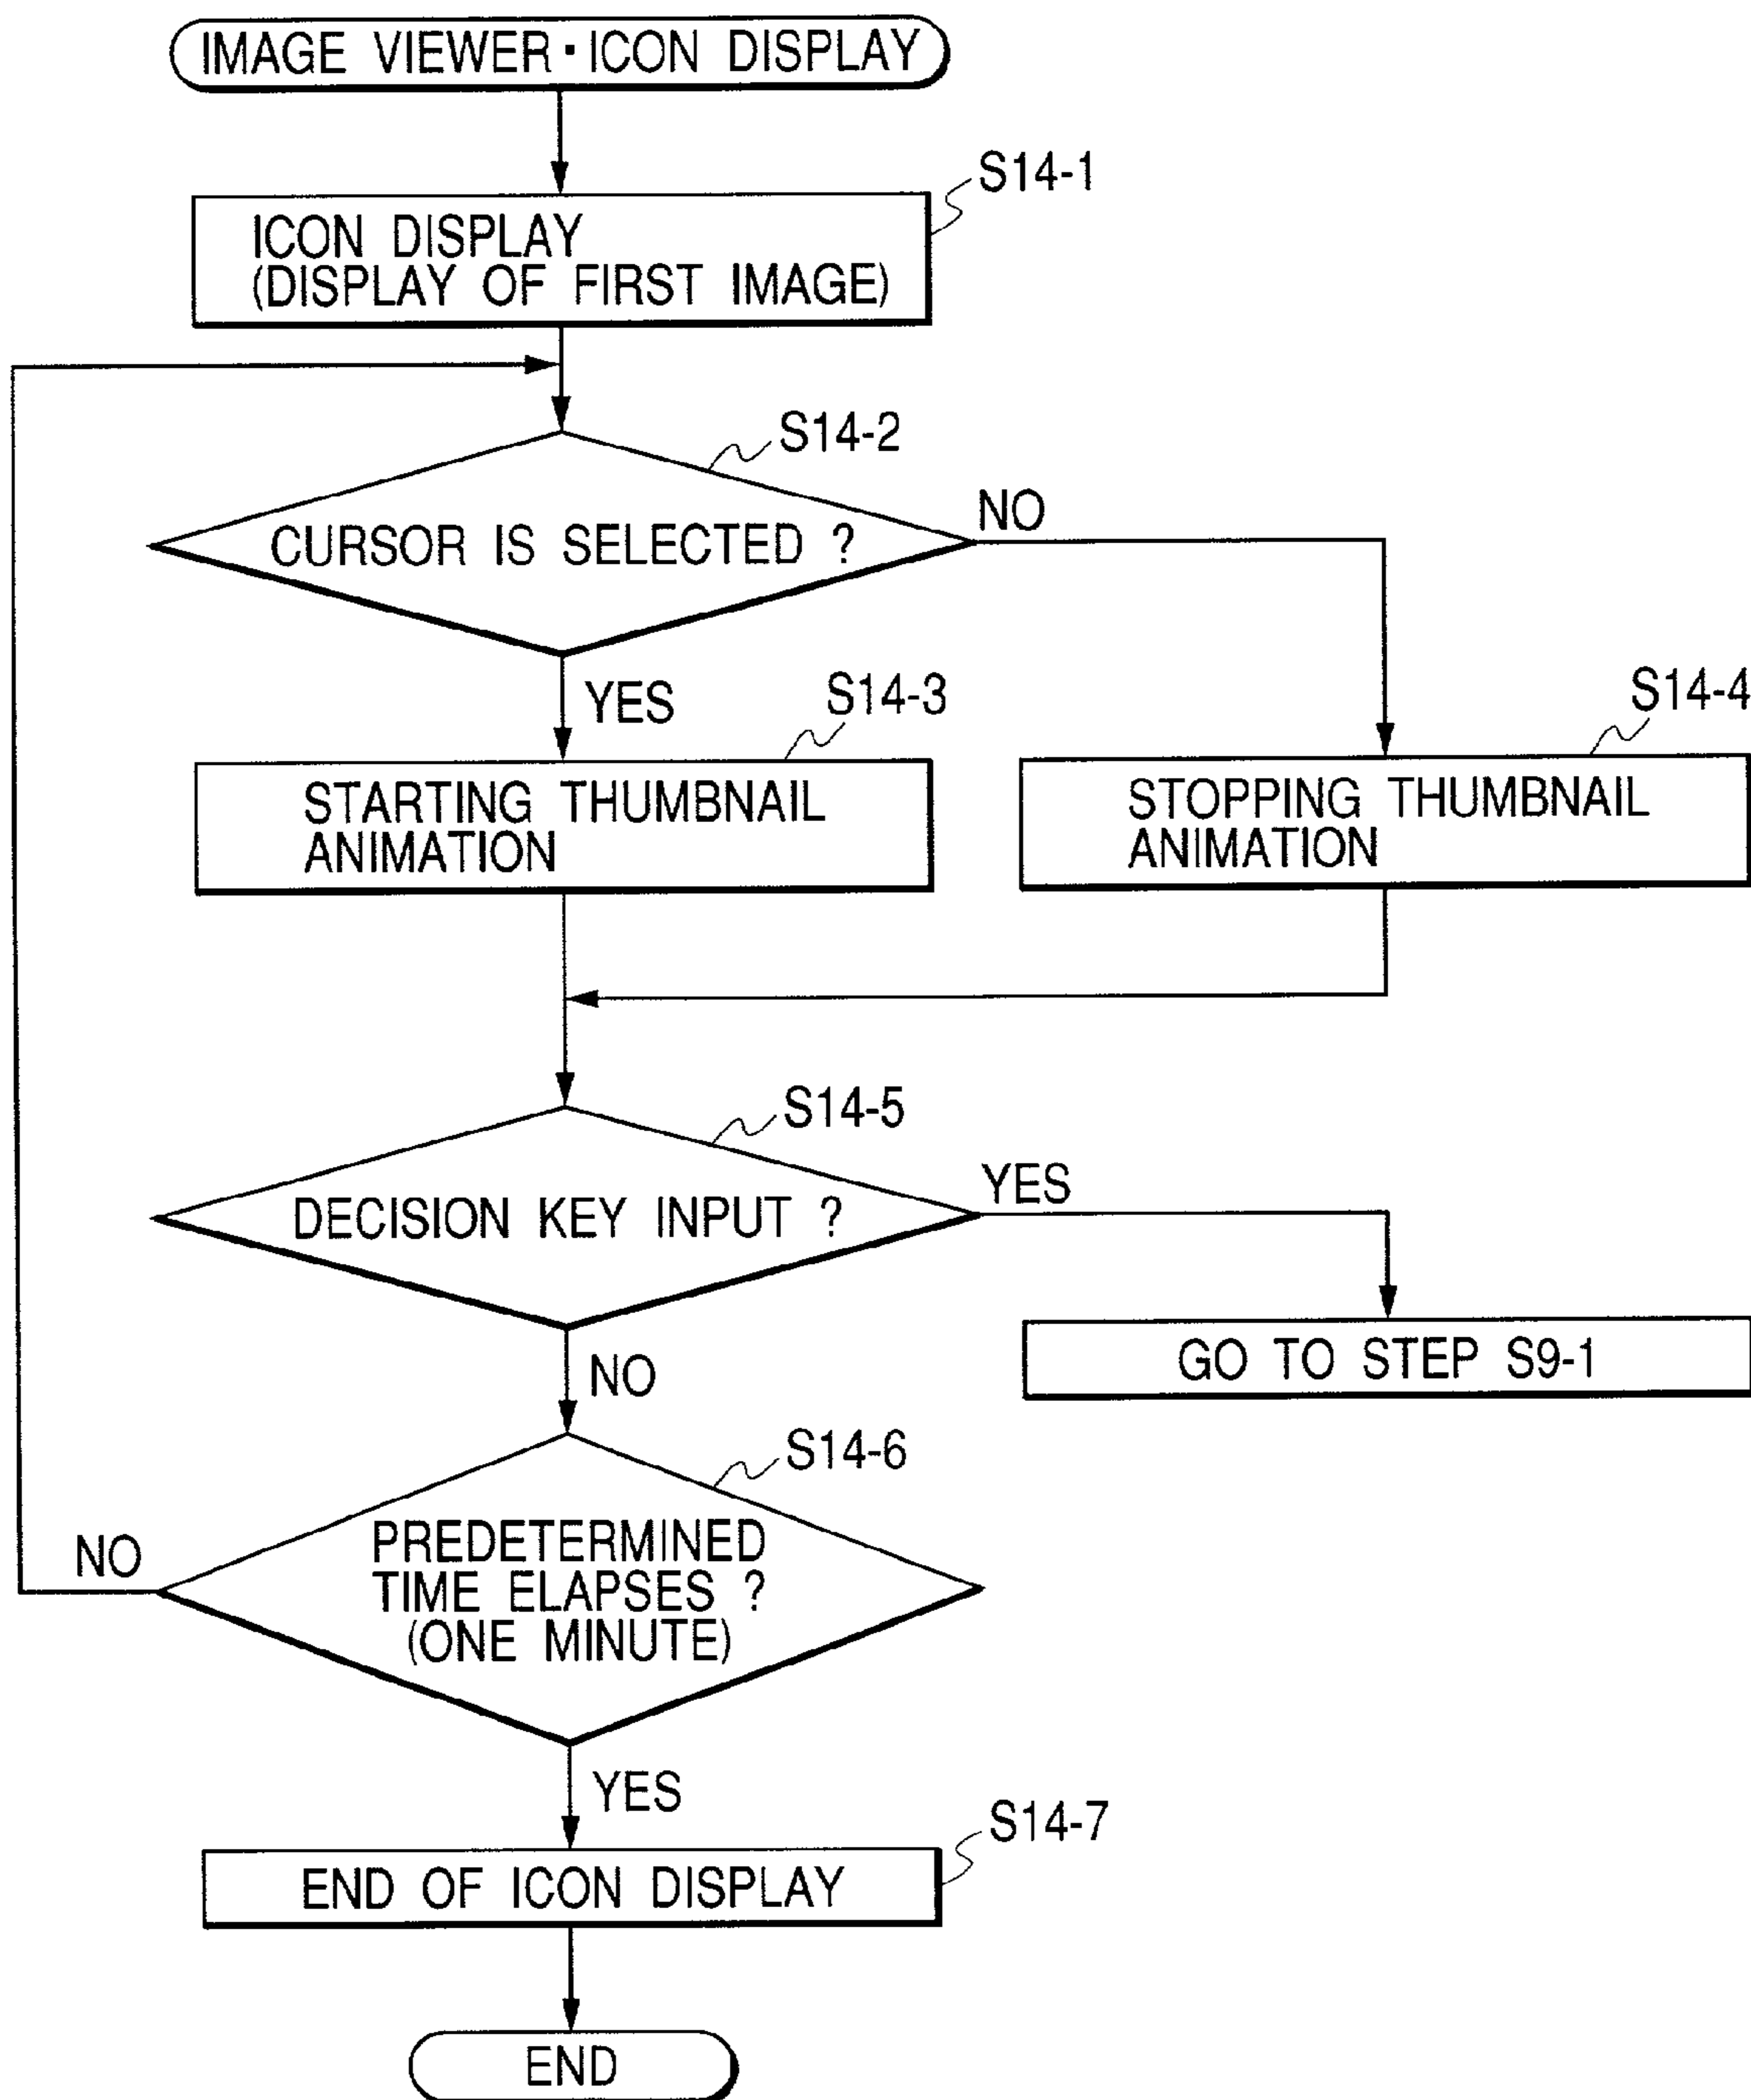 IMAGE VIEWER·ICON DISPLAY
S14-1
ICON DISPLAY
(DISPLAY OF FIRST IMAGE)
S14-2
CURSOR IS SELECTED ?
NO
YES
S14-3
S14-4
STARTING THUMBNAIL
ANIMATION
STOPPING THUMBNAIL
ANIMATION
S14-5
DECISION KEY INPUT ?
YES
GO TO STEP S9-1
NO
S14-6
PREDETERMINED
TIME ELAPSES ?
(ONE MINUTE)
NO
YES
S14-7
END OF ICON DISPLAY
END